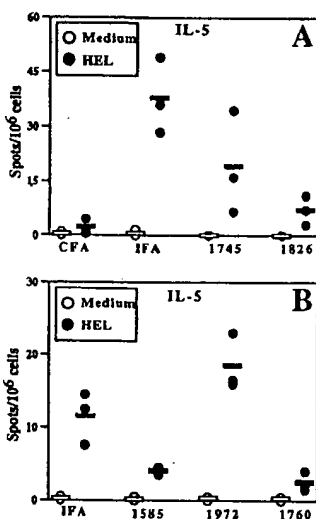 IL-5 A
Medium
HEL
60
45
30
15
0
Spots/10⁶ cells
CFA IFA 1745 1826
IL-5 B
Medium
HEL
30
20
10
0
Spots/10⁶ cells
IFA 1585 1972 1760